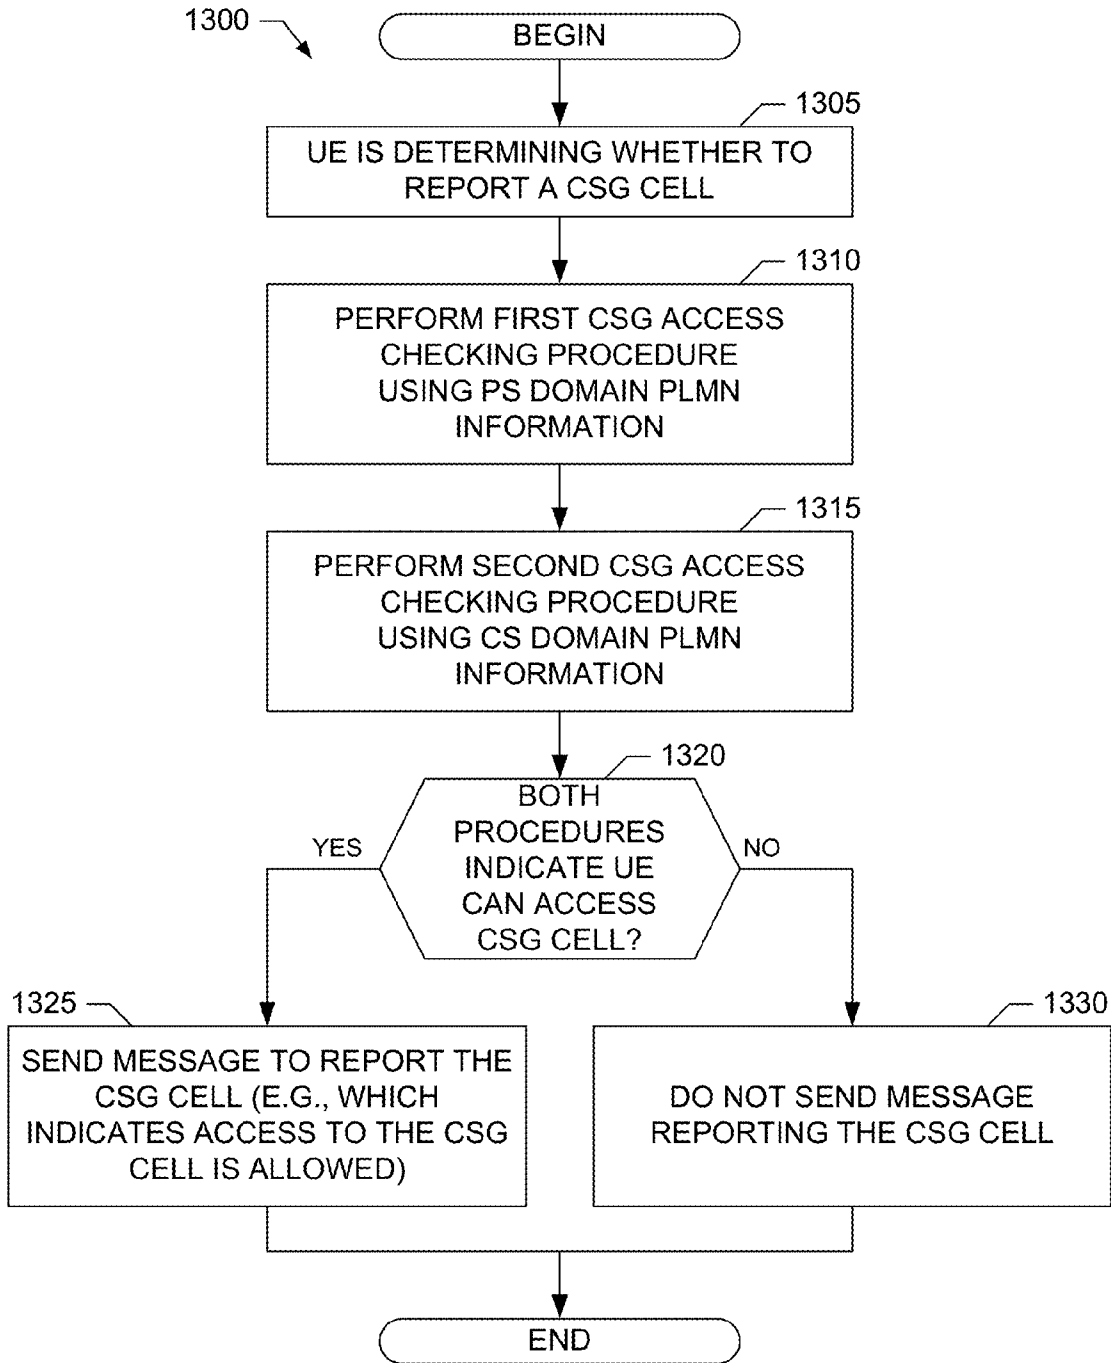 1300
BEGIN
1305
UE IS DETERMINING WHETHER TO
REPORT A CSG CELL
1310
PERFORM FIRST CSG ACCESS
CHECKING PROCEDURE
USING PS DOMAIN PLMN
INFORMATION
1315
PERFORM SECOND CSG ACCESS
CHECKING PROCEDURE
USING CS DOMAIN PLMN
INFORMATION
1320
BOTH
PROCEDURES
INDICATE UE
CAN ACCESS
CSG CELL?
YES
NO
1325
SEND MESSAGE TO REPORT THE
CSG CELL (E.G., WHICH
INDICATES ACCESS TO THE CSG
CELL IS ALLOWED)
1330
DO NOT SEND MESSAGE
REPORTING THE CSG CELL
END